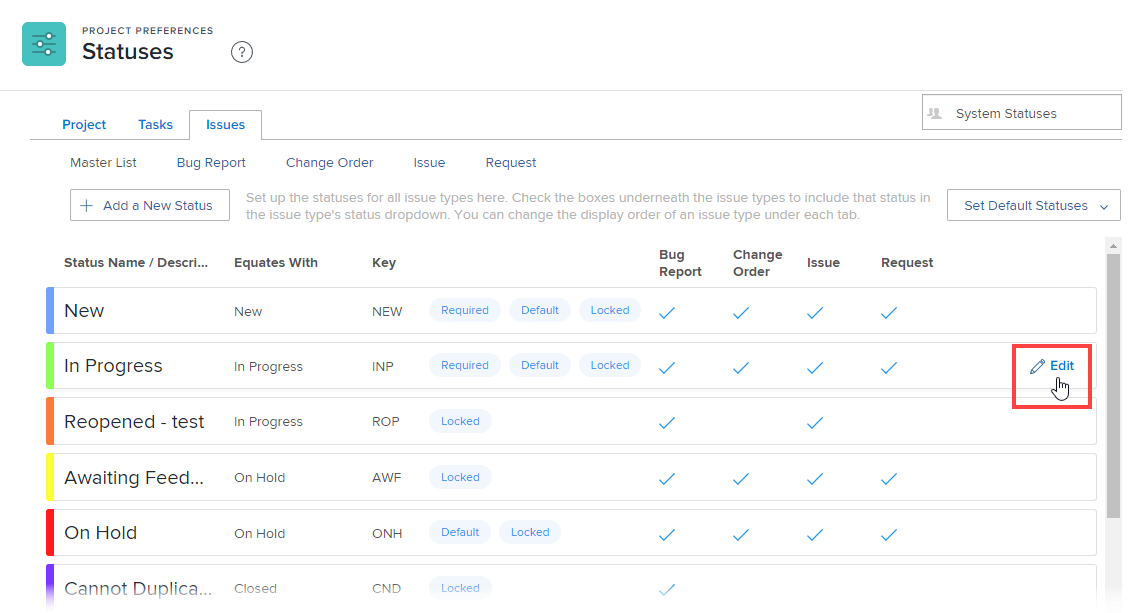 PROJECT PREFERENCES
Statuses
?
Project Tasks Issues
System Statuses
Master List Bug Report Change Order Issue Request
+ Add a New Status
Set up the statuses for all issue types here. Check the boxes underneath the issue types to include that status in
the issue type's status dropdown. You can change the display order of an issue type under each tab.
Set Default Statuses
Status Name / Descri... Equates With Key Bug Report Change Order Issue Request
New New NEW Required Default Locked
In Progress In Progress INP Required Default Locked Edit
Reopened - test In Progress ROP Locked
Awaiting Feed... On Hold AWF Locked
On Hold On Hold ONH Default Locked
Cannot Duplica... Closed CND Locked